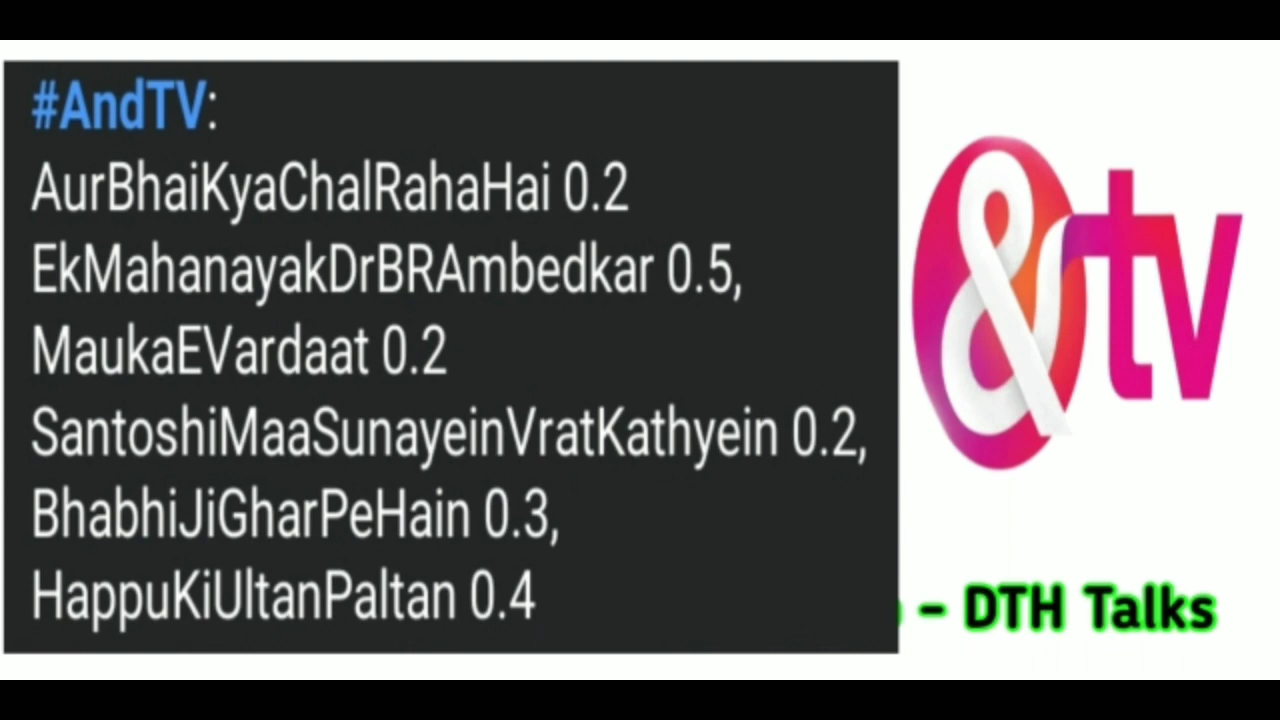 #AndTV:
AurBhaiKyaChalRahaHai 0.2
EkMahanayakDrBRAmbedkar 0.5,
MaukaEVardaat 0.2
SantoshiMaaSunayeinVratKathyein 0.2,
BhabhiJiGharPeHain 0.3,
HappuKiUltanPaltan 0.4
&tv
– DTH Talks